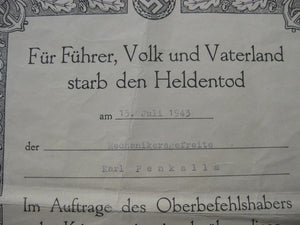 Für Führer, Volk und Vaterland
starb den Heldentod
am 15. Juli 1943
der Mechanikersgefreite
Karl Penkalla
Im Auftrage des Oberbefehlshabers